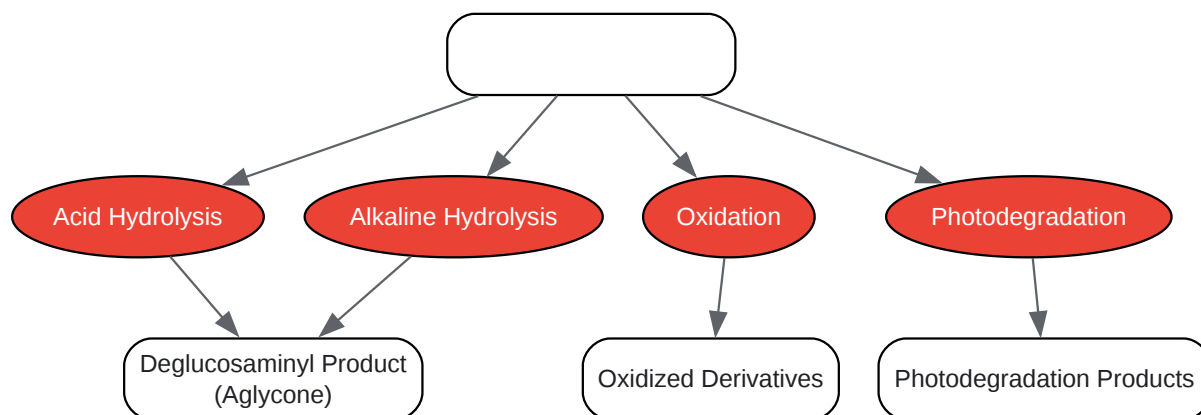 Acid Hydrolysis
Alkaline Hydrolysis
Oxidation
Photodegradation
Deglucosaminyl Product
(Aglycone)
Oxidized Derivatives
Photodegradation Products